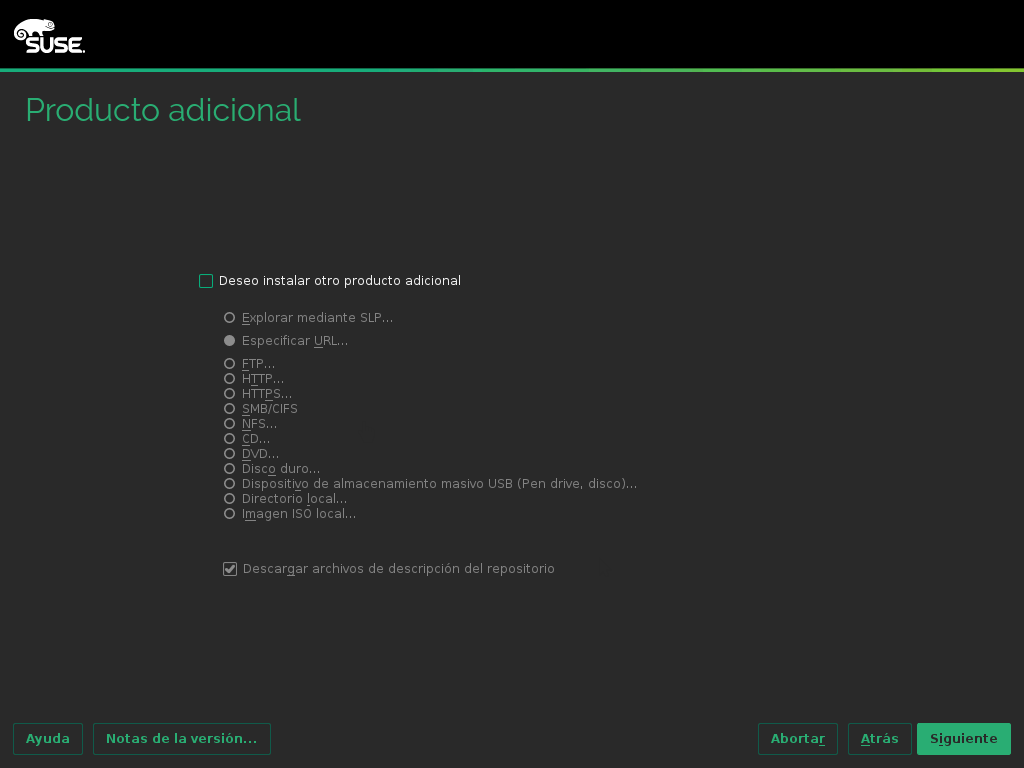 SUSE.
Producto adicional
Deseo instalar otro producto adicional
Explorar mediante SLP...
Especificar URL...
FTP...
HTTP...
HTTPS...
SMB/CIFS
NFS...
CD...
DVD...
Disco duro...
Dispositivo de almacenamiento masivo USB (Pen drive, disco)...
Directorio local...
Imagen ISO local...
Descargar archivos de descripción del repositorio
Ayuda Notas de la versión... Abortar Atrás Siguiente